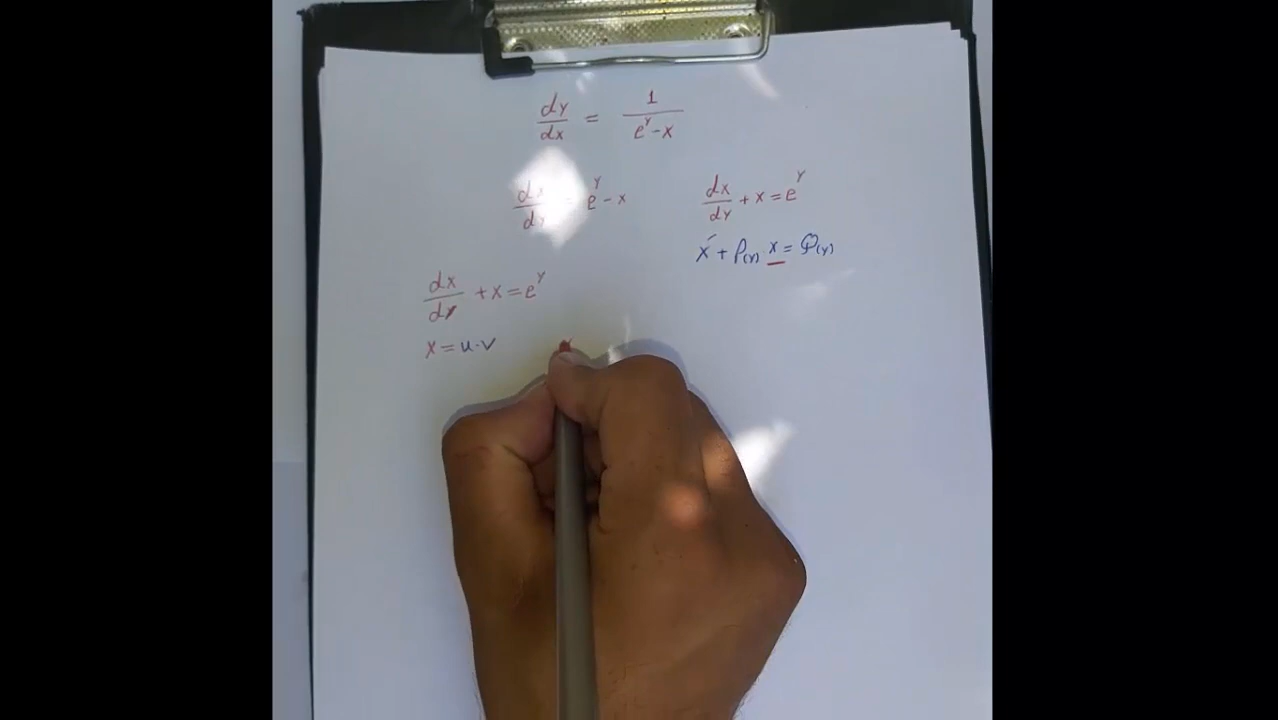 dy/dx = 1/(e^y - x)
dx/dy = e^y - x
dx/dy + x = e^y
x' + P(y) x = Q(y)
dx/dy + x = e^y
x = u·v